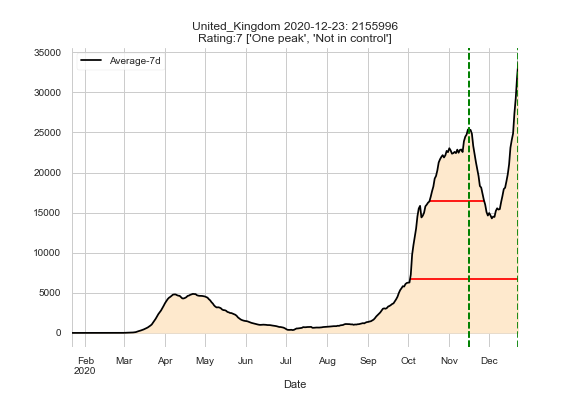 United_Kingdom 2020-12-23: 2155996
Rating:7 ['One peak', 'Not in control']
Average-7d
35000
30000
25000
20000
15000
10000
5000
0
Feb Mar Apr May Jun Jul Aug Sep Oct Nov Dec
2020
Date